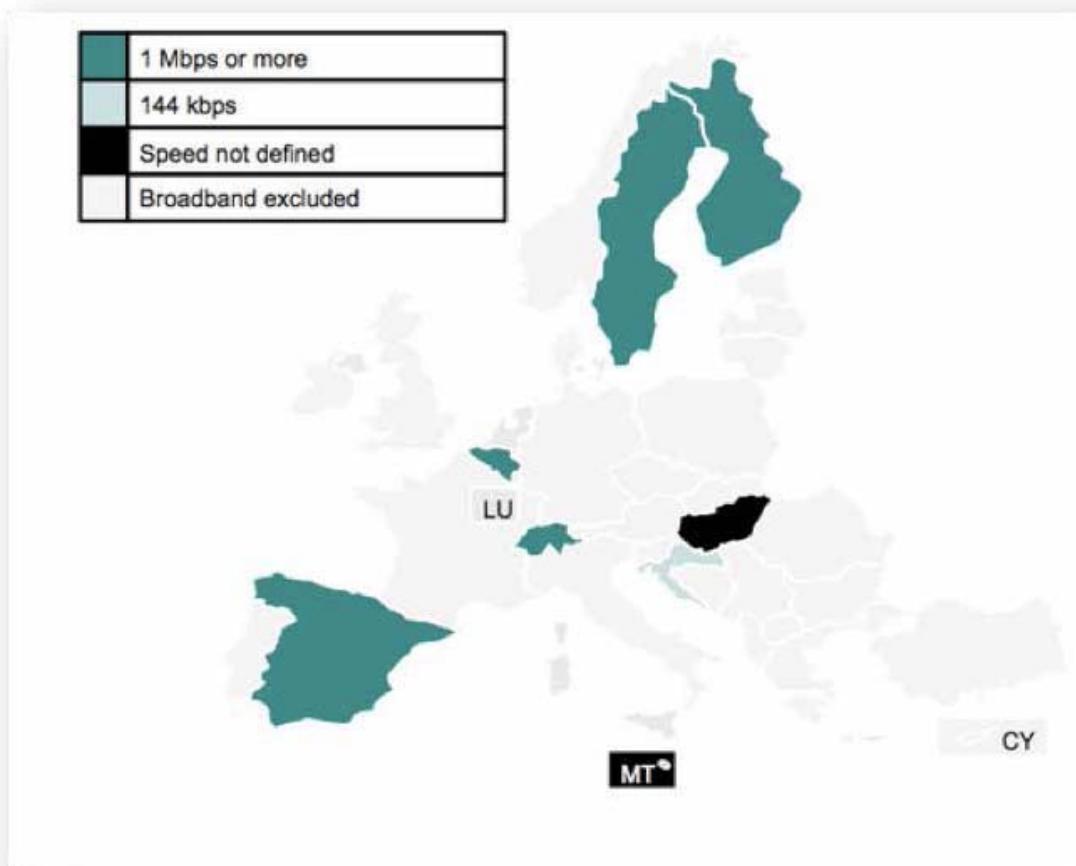 1 Mbps or more
144 kbps
Speed not defined
Broadband excluded
LU
CY
MT